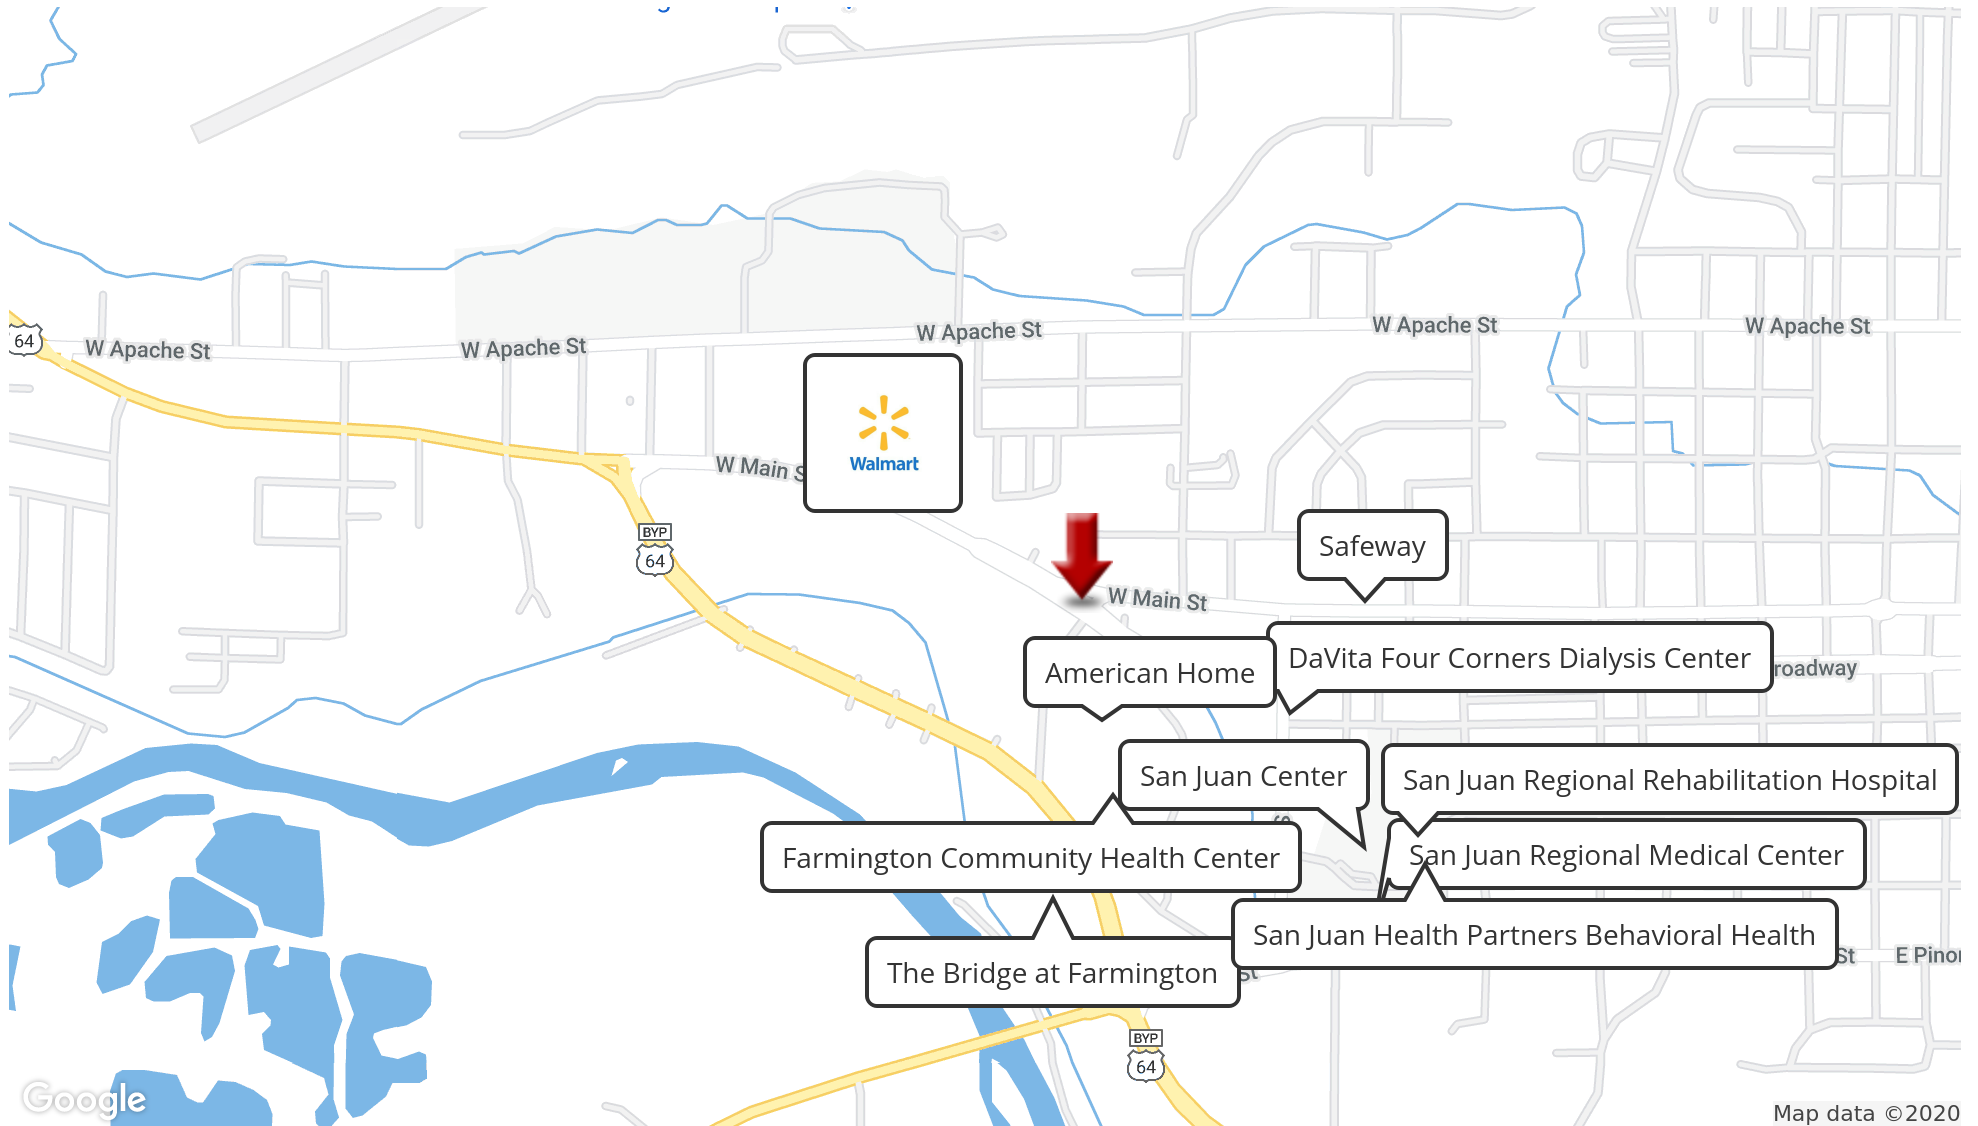 W Apache St
W Apache St
W Apache St
W Apache St
W Apache St
64
Walmart
W Main S
BYP
64
Safeway
W Main St
American Home
DaVita Four Corners Dialysis Center
roadway
San Juan Center
San Juan Regional Rehabilitation Hospital
Farmington Community Health Center
San Juan Regional Medical Center
San Juan Health Partners Behavioral Health
St
E Pinon
The Bridge at Farmington
St
BYP
64
Google
Map data ©2020